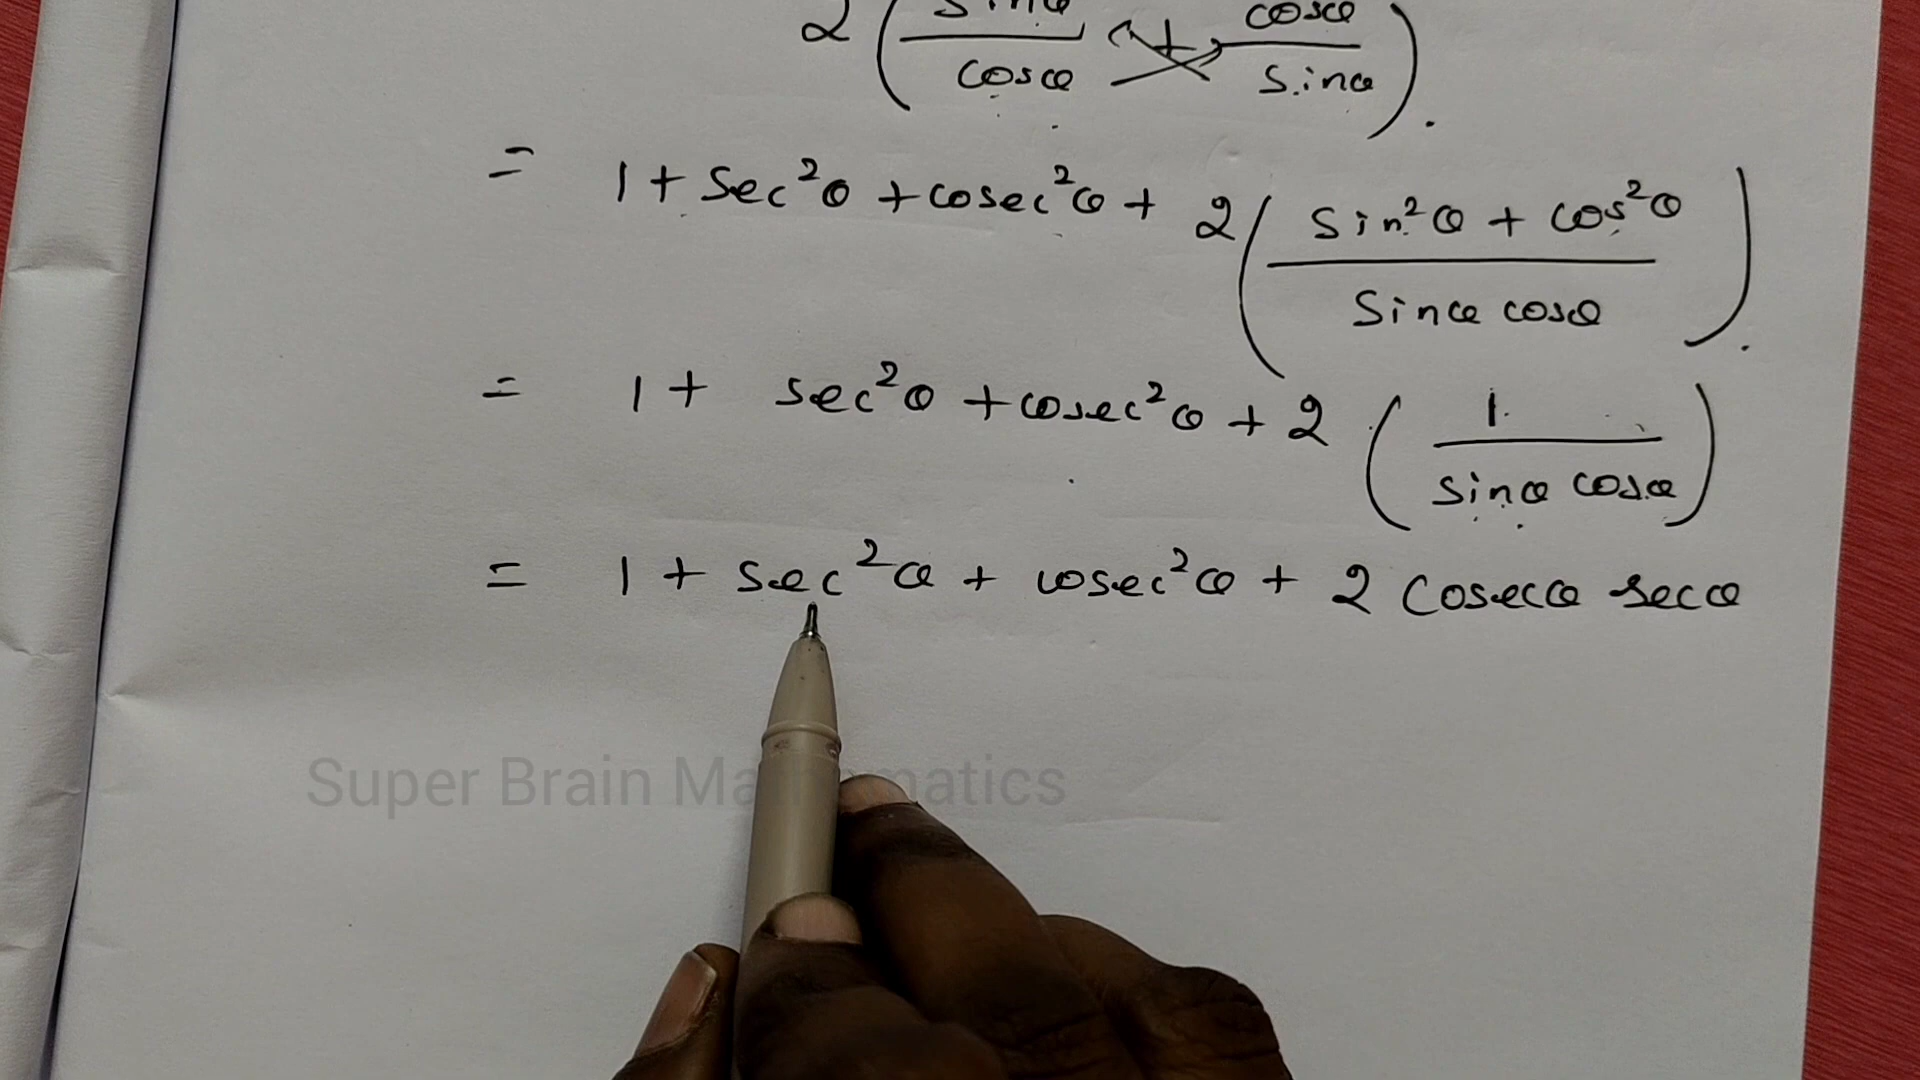 2 ( sinθ / cosθ + cosθ / sinθ ).
= 1 + sec²θ + cosec²θ + 2 ( sin²θ + cos²θ / sinθ cosθ ).
= 1 + sec²θ + cosec²θ + 2 ( 1 / sinθ cosθ )
= 1 + sec²θ + cosec²θ + 2 cosecθ secθ
Super Brain Mathematics